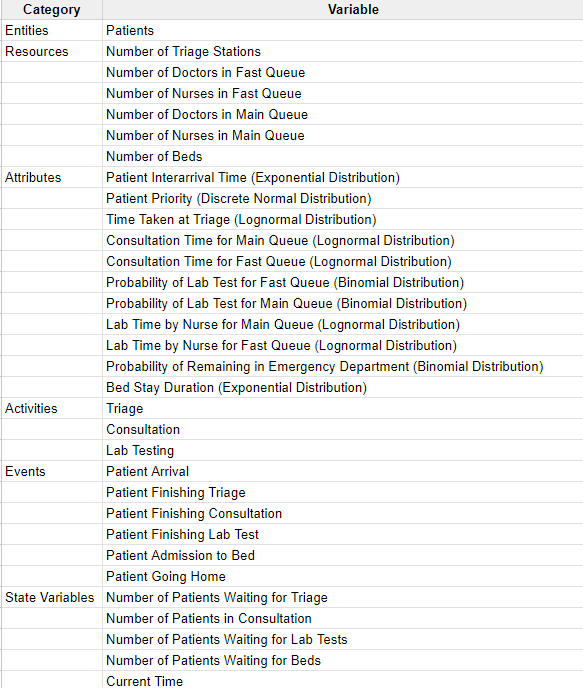 Category Variable
Entities Patients
Resources Number of Triage Stations
Number of Doctors in Fast Queue
Number of Nurses in Fast Queue
Number of Doctors in Main Queue
Number of Nurses in Main Queue
Number of Beds
Attributes Patient Interarrival Time (Exponential Distribution)
Patient Priority (Discrete Normal Distribution)
Time Taken at Triage (Lognormal Distribution)
Consultation Time for Main Queue (Lognormal Distribution)
Consultation Time for Fast Queue (Lognormal Distribution)
Probability of Lab Test for Fast Queue (Binomial Distribution)
Probability of Lab Test for Main Queue (Binomial Distribution)
Lab Time by Nurse for Main Queue (Lognormal Distribution)
Lab Time by Nurse for Fast Queue (Lognormal Distribution)
Probability of Remaining in Emergency Department (Binomial Distribution)
Bed Stay Duration (Exponential Distribution)
Activities Triage
Consultation
Lab Testing
Events Patient Arrival
Patient Finishing Triage
Patient Finishing Consultation
Patient Finishing Lab Test
Patient Admission to Bed
Patient Going Home
State Variables Number of Patients Waiting for Triage
Number of Patients in Consultation
Number of Patients Waiting for Lab Tests
Number of Patients Waiting for Beds
Current Time